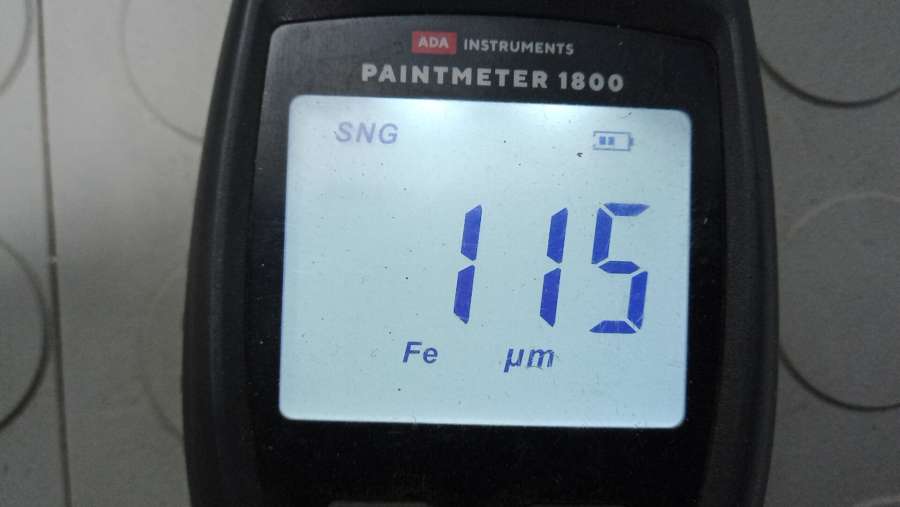 ADA INSTRUMENTS
PAINTMETER 1800
SNG
115
Fe µm